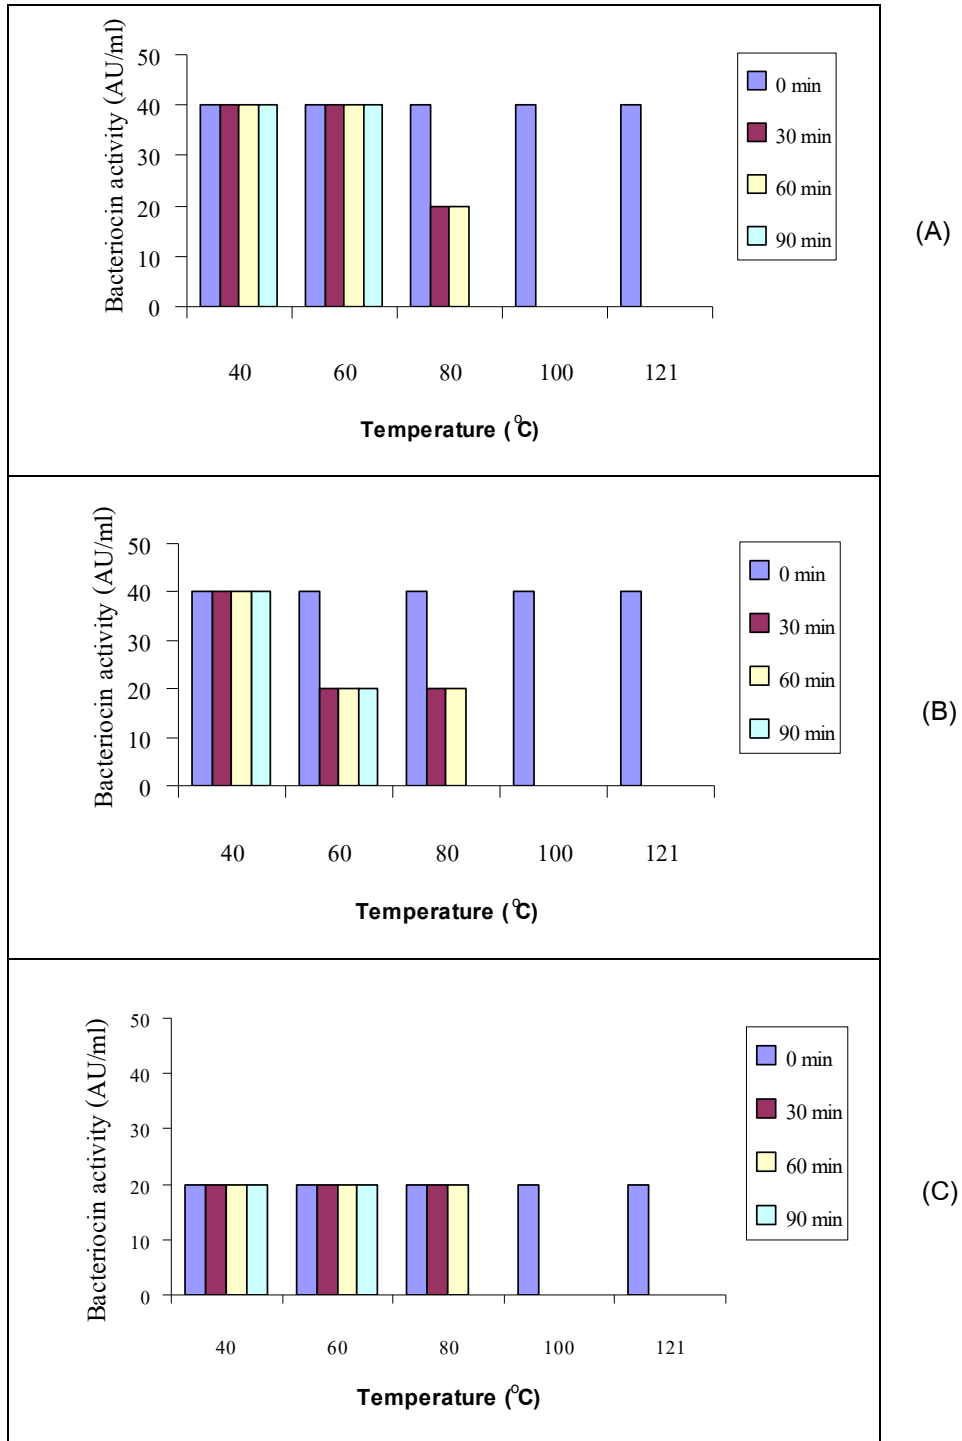 Bacteriocin activity (AU/ml)
50
40
30
20
10
0
40 60 80 100 121
Temperature (°C)
0 min
30 min
60 min
90 min
(A)
Bacteriocin activity (AU/ml)
50
40
30
20
10
0
40 60 80 100 121
Temperature (°C)
0 min
30 min
60 min
90 min
(B)
Bacteriocin activity (AU/ml)
50
40
30
20
10
0
40 60 80 100 121
Temperature (°C)
0 min
30 min
60 min
90 min
(C)